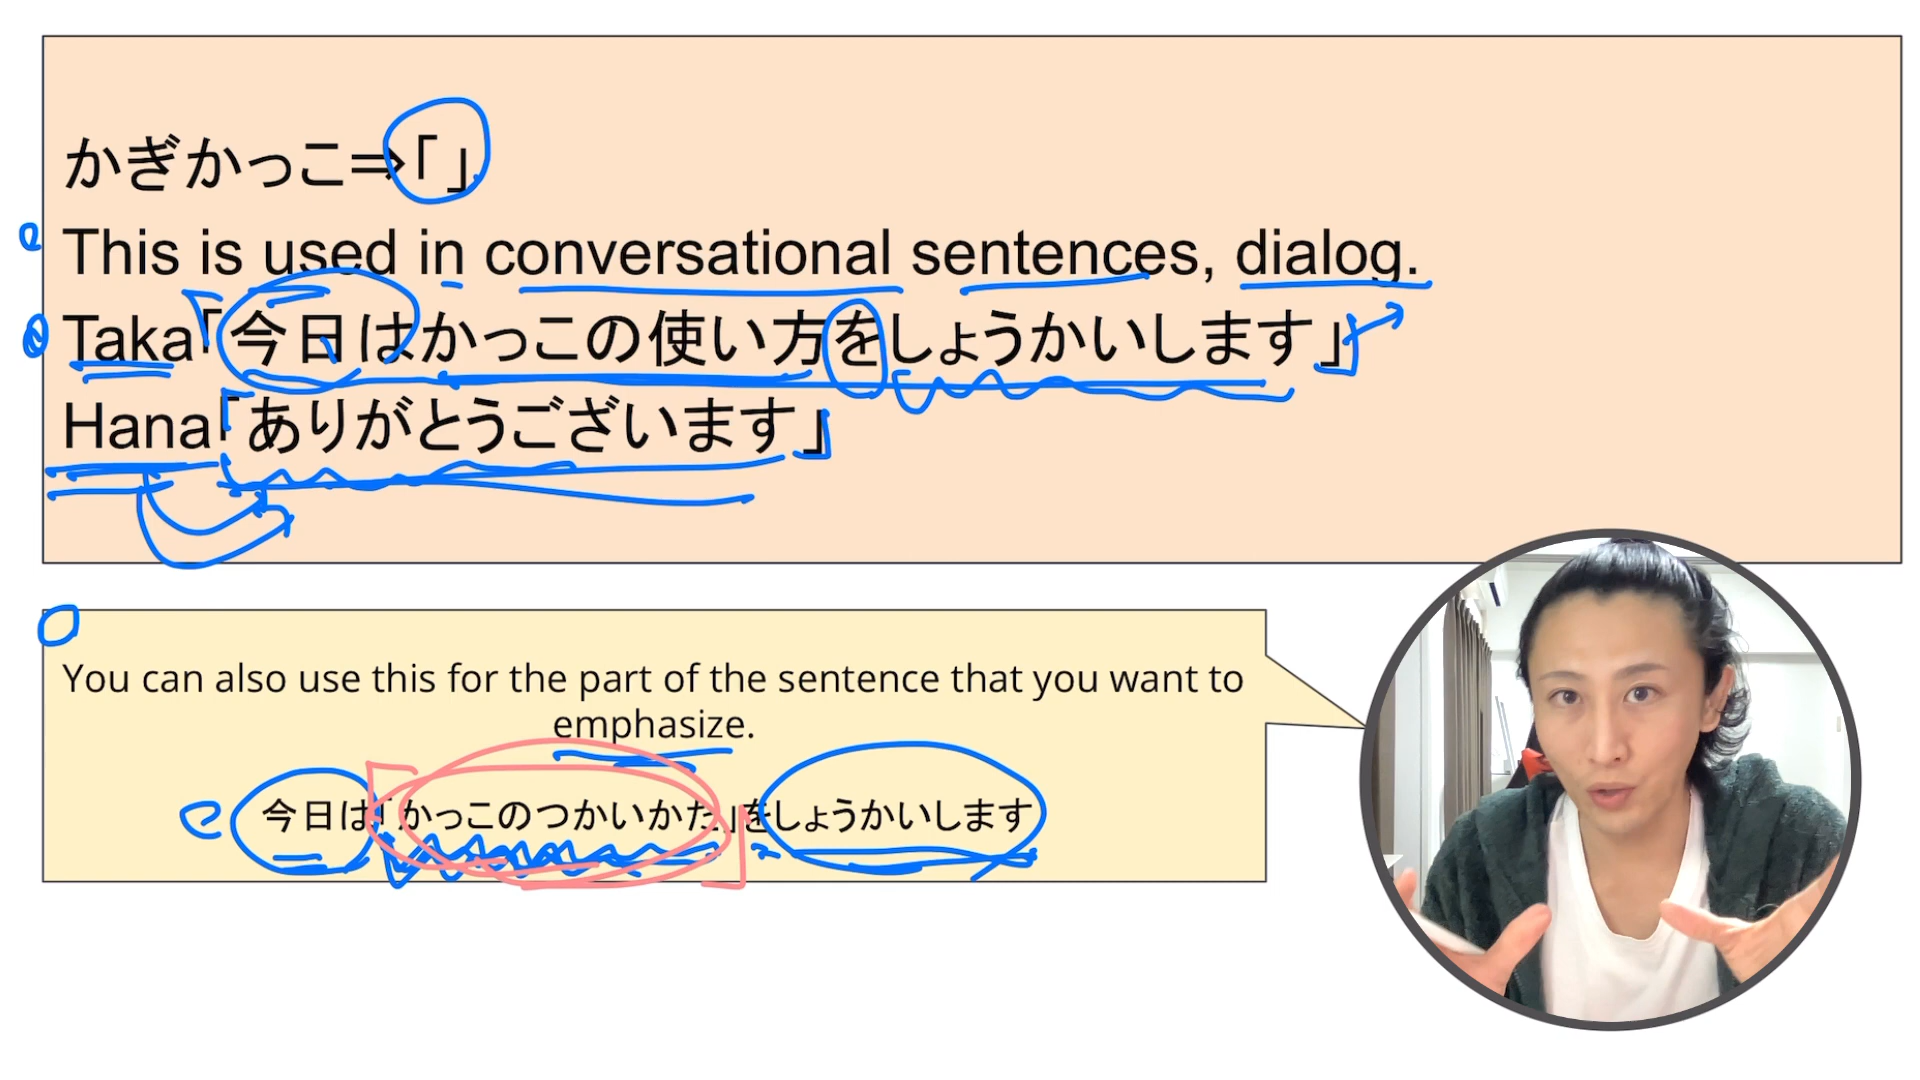 かぎかっこ⇒「」
This is used in conversational sentences, dialog.
Taka「今日はかっこの使い方をしょうかいします」
Hana「ありがとうございます」
You can also use this for the part of the sentence that you want to
emphasize.
今日は「かっこのつかいかた」をしょうかいします